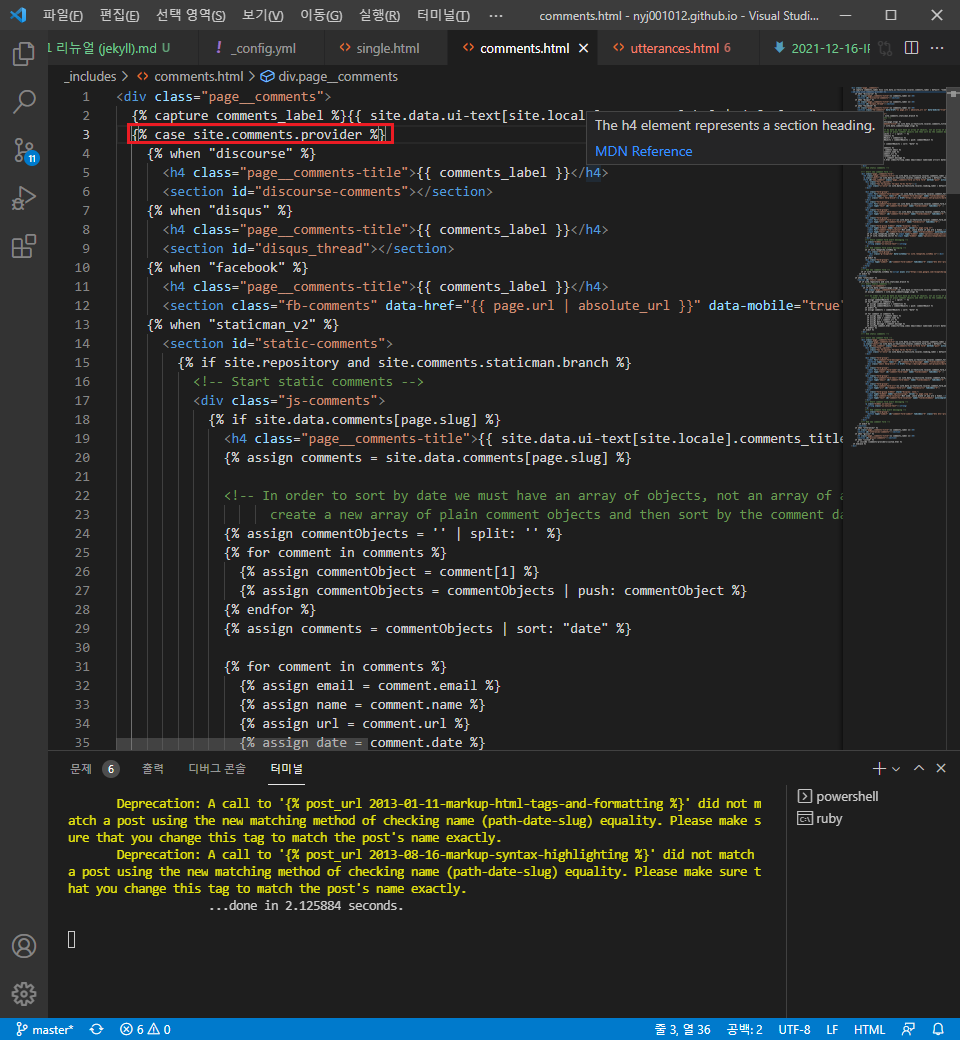 파일(F) 편집(E) 선택 영역(S) 보기(V) 이동(G) 실행(R) 터미널(T) ··· comments.html - nyj001012.github.io - Visual Studi...
리뉴얼 (jekyll).md U ! _config.yml <> single.html <> comments.html <> utterances.html 6 2021-12-16-
_includes > <> comments.html > div.page__comments
1 <div class="page__comments">
2 {% capture comments_label %}{{ site.data.ui-text[site.locale
3 {% case site.comments.provider %}
The h4 element represents a section heading.
MDN Reference
4 {% when "discourse" %}
5 <h4 class="page__comments-title">{{ comments_label }}</h4>
6 <section id="discourse-comments"></section>
7 {% when "disqus" %}
8 <h4 class="page__comments-title">{{ comments_label }}</h4>
9 <section id="disqus_thread"></section>
10 {% when "facebook" %}
11 <h4 class="page__comments-title">{{ comments_label }}</h4>
12 <section class="fb-comments" data-href="{{ page.url | absolute_url }}" data-mobile="true"
13 {% when "staticman_v2" %}
14 <section id="static-comments">
15 {% if site.repository and site.comments.staticman.branch %}
16 <!-- Start static comments -->
17 <div class="js-comments">
18 {% if site.data.comments[page.slug] %}
19 <h4 class="page__comments-title">{{ site.data.ui-text[site.locale].comments_title
20 {% assign comments = site.data.comments[page.slug] %}
21
22 <!-- In order to sort by date we must have an array of objects, not an array of
23 create a new array of plain comment objects and then sort by the comment
24 {% assign commentObjects = '' | split: '' %}
25 {% for comment in comments %}
26 {% assign commentObject = comment[1] %}
27 {% assign commentObjects = commentObjects | push: commentObject %}
28 {% endfor %}
29 {% assign comments = commentObjects | sort: "date" %}
30
31 {% for comment in comments %}
32 {% assign email = comment.email %}
33 {% assign name = comment.name %}
34 {% assign url = comment.url %}
35 {% assign date = comment.date %}
11
문제 6 출력 디버그 콘솔 터미널
Deprecation: A call to '{% post_url 2013-01-11-markup-html-tags-and-formatting %}' did not m
atch a post using the new matching method of checking name (path-date-slug) equality. Please make s
ure that you change this tag to match the post's name exactly.
Deprecation: A call to '{% post_url 2013-08-16-markup-syntax-highlighting %}' did not match
a post using the new matching method of checking name (path-date-slug) equality. Please make sure t
hat you change this tag to match the post's name exactly.
...done in 2.125884 seconds.
powershell
ruby
master* 6 0 줄 3, 열 36 공백: 2 UTF-8 LF HTML